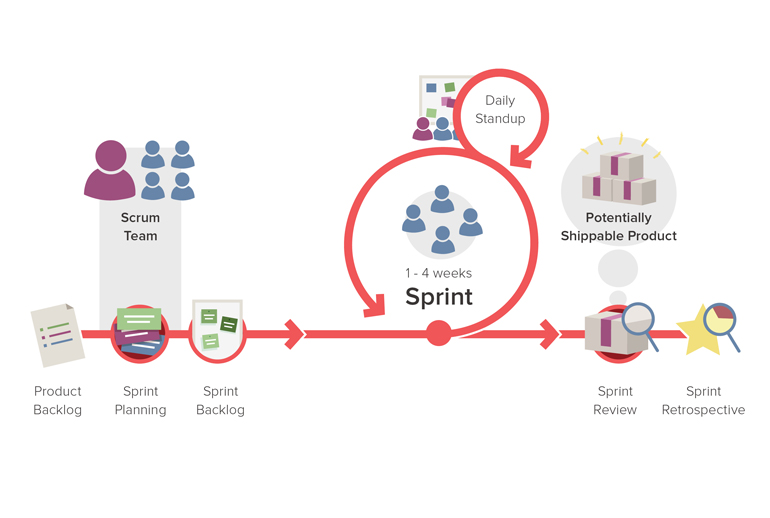 Daily
Standup
Scrum
Team
Potentially
Shippable Product
1 - 4 weeks
Sprint
Product
Backlog
Sprint
Planning
Sprint
Backlog
Sprint
Review
Sprint
Retrospective